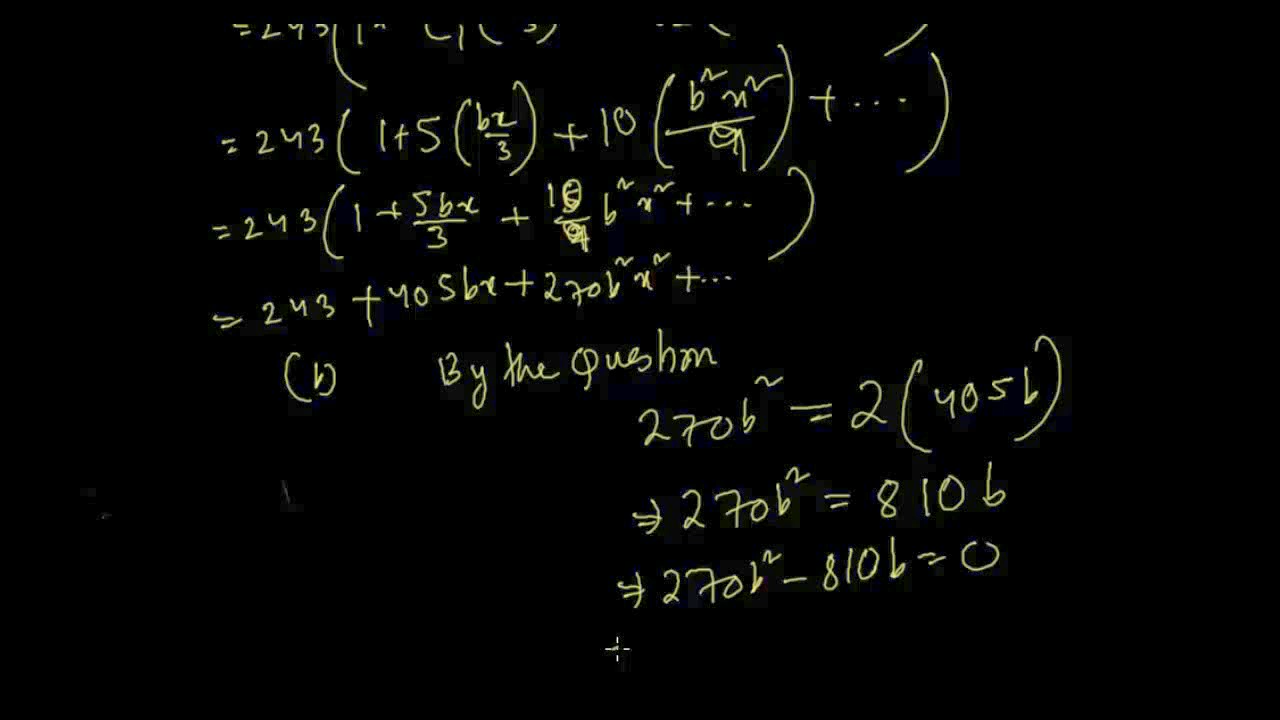 = 243(
= 243(1+5(bx/3) + 10(b²x²/9) + ...)
= 243(1 + 5bx/3 + 10/9 b²x² + ...)
= 243 + 405bx + 270b²x² + ...
(b) By the Question
270b² = 2(405b)
⇒ 270b² = 810b
⇒ 270b² - 810b = 0